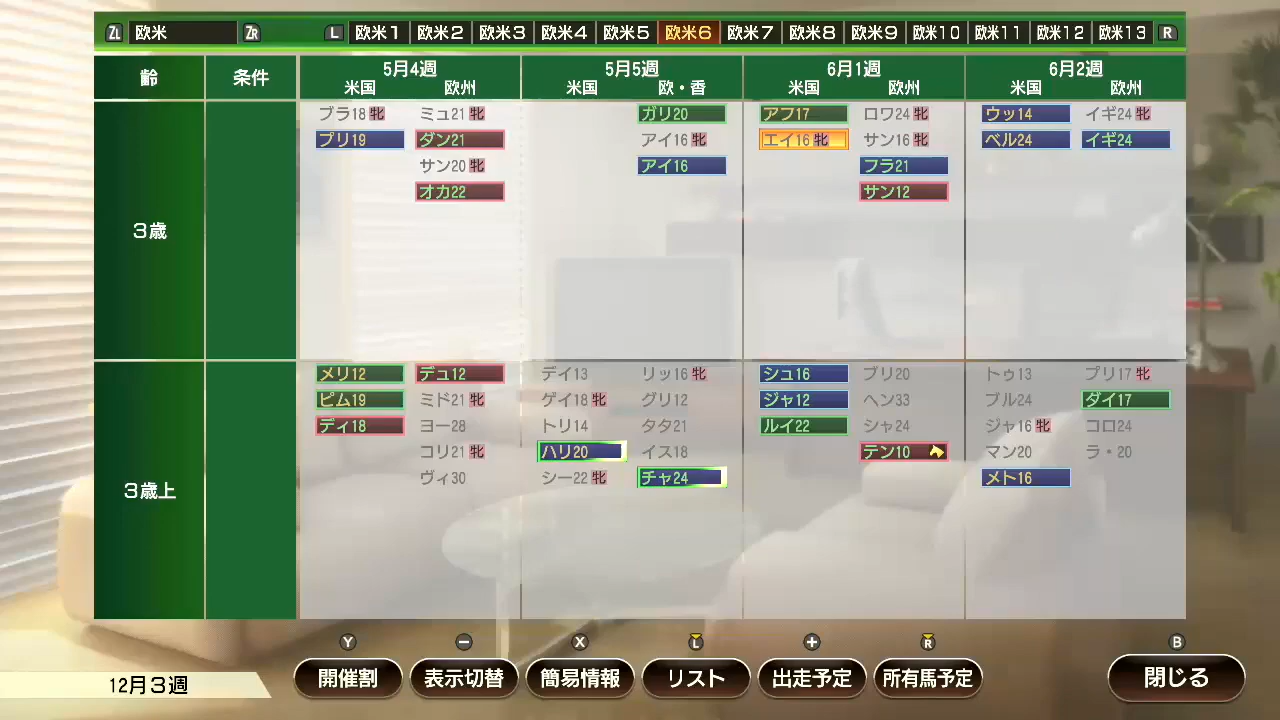 ZL 欧米 ZR L 欧米1 欧米2 欧米3 欧米4 欧米5 欧米6 欧米7 欧米8 欧米9 欧米10 欧米11 欧米12 欧米13 R
齢 条件 5月4週 5月5週 6月1週 6月2週
米国 欧州 米国 欧・香 米国 欧州 米国 欧州
3歳
ブラ18 牝 ミュ21 牝 ガリ20 アフ17 ロワ24 牝 ウッ14 イギ24 牝
プリ19 ダン21 アイ16 牝 エイ16 牝 サン16 牝 ベル24 イギ24
サン20 牝 アイ16 フラ21
オカ22 サン12
3歳上
メリ12 デュ12 デイ13 リッ16 牝 シュ16 ブリ20 トゥ13 プリ17 牝
ピム19 ミド21 牝 ゲイ18 牝 グリ12 ジャ12 ヘン33 ブル24 ダイ17
ディ18 ヨー28 トリ14 タタ21 ルイ22 シャ24 ジャ16 牝 コロ24
コリ21 牝 ハリ20 イス18 テン10 マン20 ラ・20
ヴィ30 シー22 牝 チャ24 メト16
Y - X L + R B
12月3週 開催割 表示切替 簡易情報 リスト 出走予定 所有馬予定 閉じる